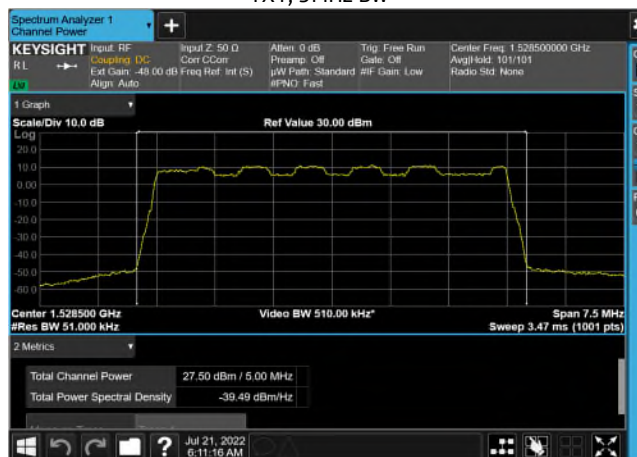 TX1, 5MHz BW
Spectrum Analyzer 1
Channel Power
KEYSIGHT Input: RF Input Z: 50 Ω Atten: 0 dB Trig: Free Run Center Freq: 1.528500000 GHz
RL Coupling: DC Corr CCorr Preamp: Off Gate: Off Avg|Hold: 101/101
Ext Gain: -48.00 dB Freq Ref: Int (S) µW Path: Standard #IF Gain: Low Radio Std: None
LXI Align: Auto #PNO: Fast
1 Graph
Scale/Div 10.0 dB Ref Value 30.00 dBm
Log
20.0
10.0
0.00
-10.0
-20.0
-30.0
-40.0
-50.0
-60.0
Center 1.528500 GHz Video BW 510.00 kHz* Span 7.5 MHz
#Res BW 51.000 kHz Sweep 3.47 ms (1001 pts)
2 Metrics
Total Channel Power 27.50 dBm / 5.00 MHz
Total Power Spectral Density -39.49 dBm/Hz
Jul 21, 2022
6:11:16 AM